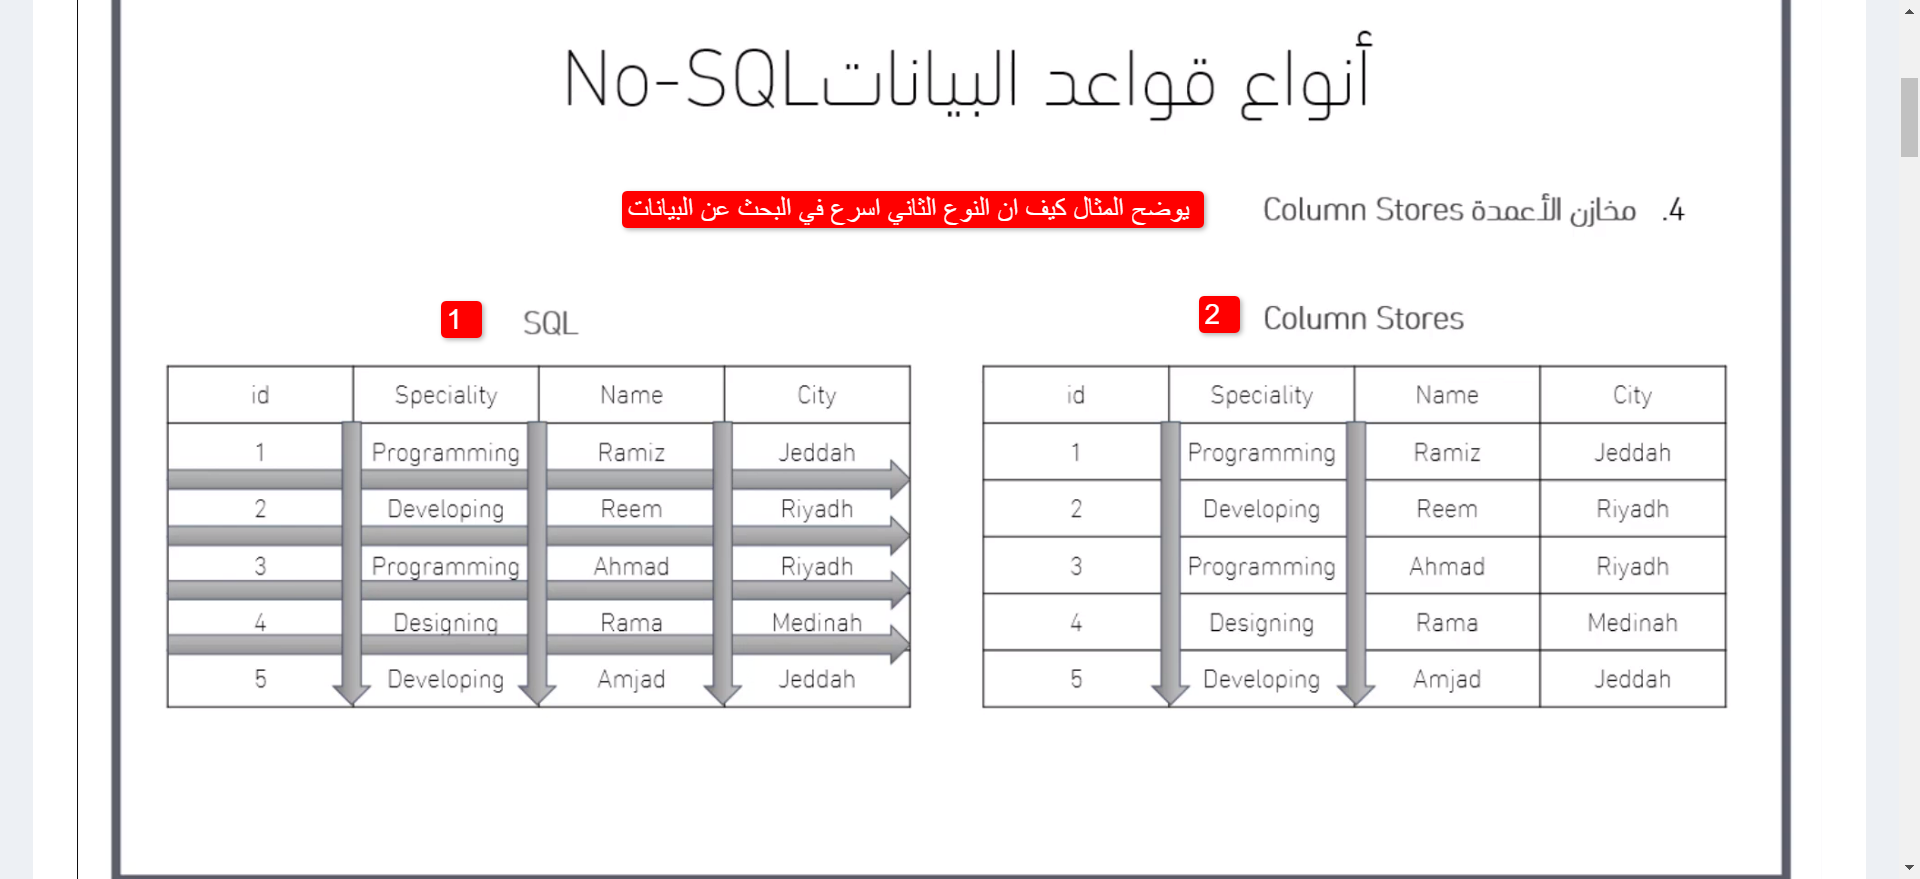 أنواع قواعد البيانات No-SQL
4. مخازن الأعمدة Column Stores
يوضح المثال كيف ان النوع الثاني اسرع في البحث عن البيانات
1 SQL
id Speciality Name City
1 Programming Ramiz Jeddah
2 Developing Reem Riyadh
3 Programming Ahmad Riyadh
4 Designing Rama Medinah
5 Developing Amjad Jeddah
2 Column Stores
id Speciality Name City
1 Programming Ramiz Jeddah
2 Developing Reem Riyadh
3 Programming Ahmad Riyadh
4 Designing Rama Medinah
5 Developing Amjad Jeddah